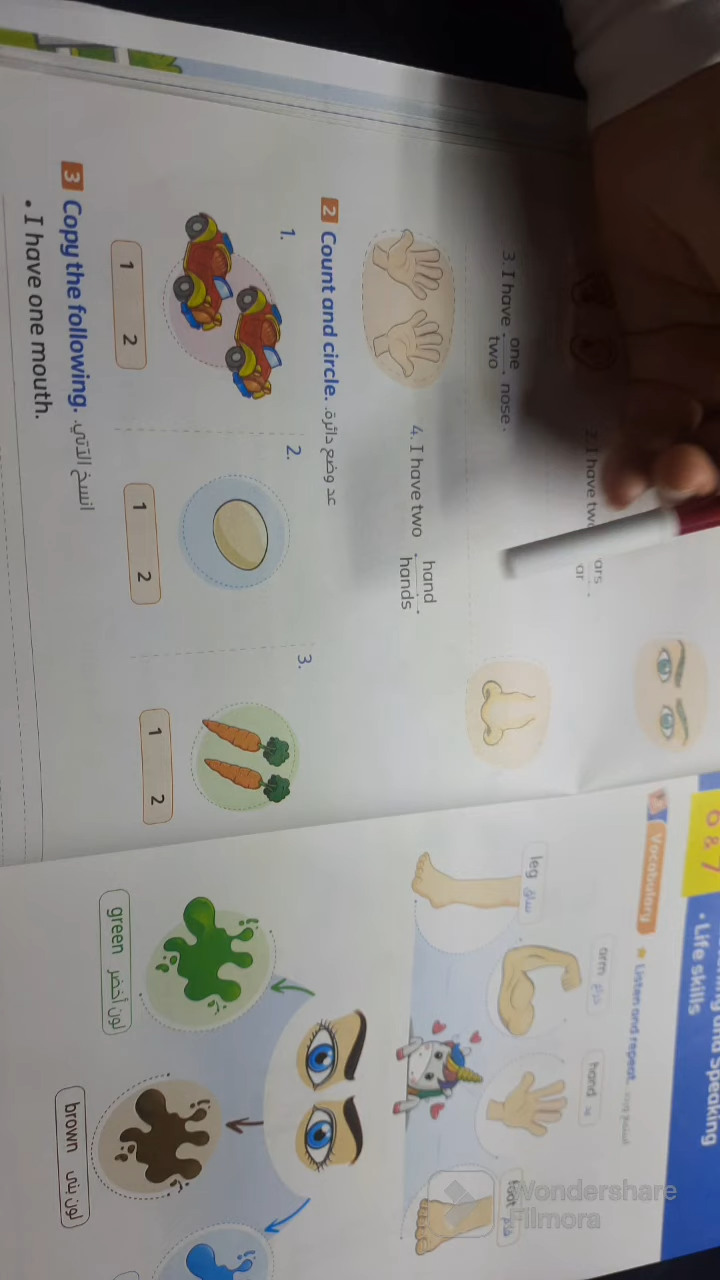 2. I have two
ars
ar
3. I have one nose.
two
4. I have two hand.
hands
2 Count and circle. عد وضع دائرة.
1.
2.
3.
1 2
1 2
1 2
3 Copy the following. انسخ الآتي.
• I have one mouth.
6 & 7
Speaking
• Life skills
Vocabulary
Listen and repeat.
leg ساق
arm ذراع
hand يد
foot قدم
green لون أخضر
brown لون بني
Wondershare
Filmora